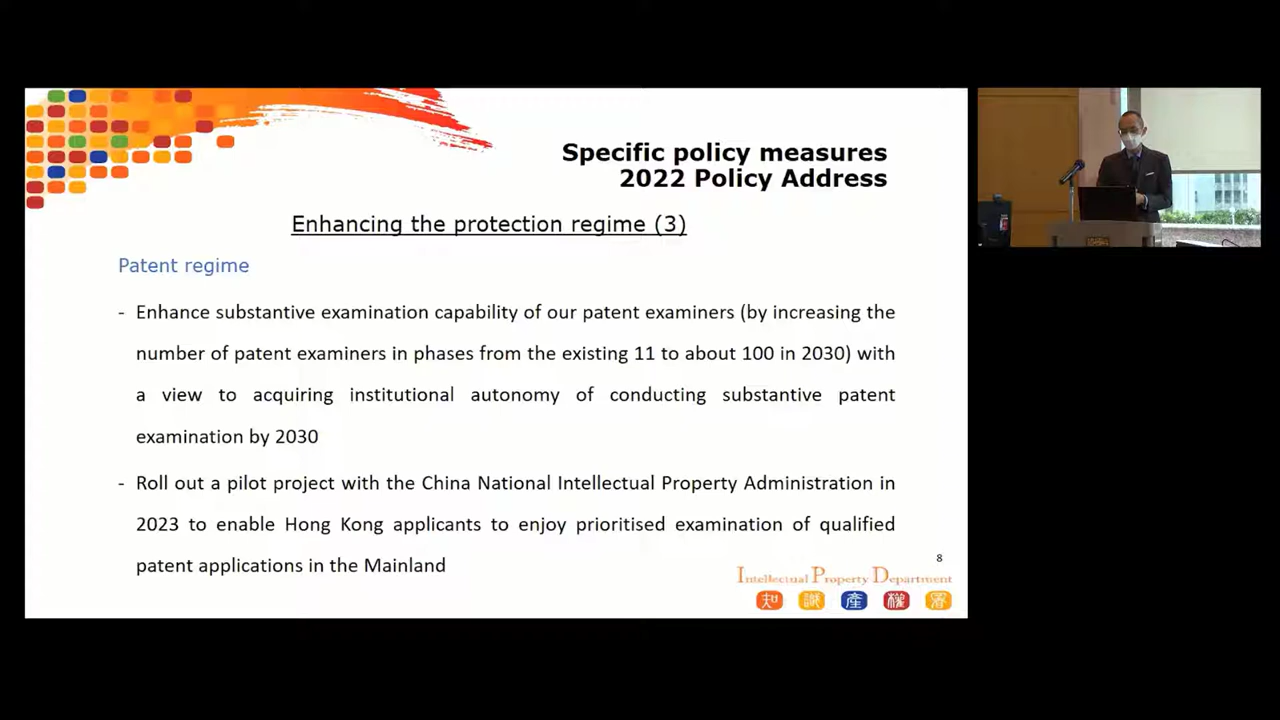 Specific policy measures
2022 Policy Address
Enhancing the protection regime (3)
Patent regime
- Enhance substantive examination capability of our patent examiners (by increasing the
number of patent examiners in phases from the existing 11 to about 100 in 2030) with
a view to acquiring institutional autonomy of conducting substantive patent
examination by 2030
- Roll out a pilot project with the China National Intellectual Property Administration in
2023 to enable Hong Kong applicants to enjoy prioritised examination of qualified
patent applications in the Mainland
8
Intellectual Property Department
知識產權署